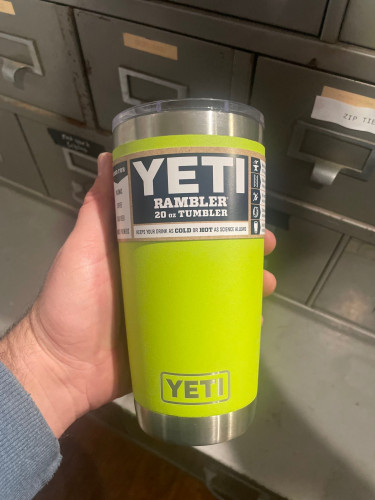 ZIP TIE
YETI
RAMBLER
20 oz TUMBLER
KEEPS YOUR DRINK AS COLD OR HOT AS SCIENCE ALLOWS
YETI